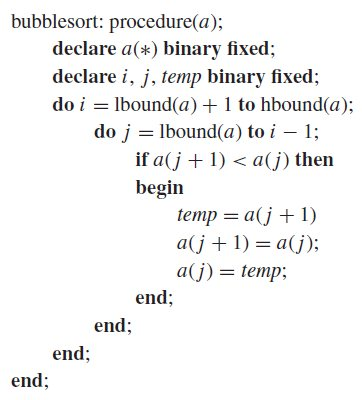 bubblesort: procedure(a);
declare a(*) binary fixed;
declare i, j, temp binary fixed;
do i = lbound(a) + 1 to hbound(a);
do j = lbound(a) to i − 1;
if a(j + 1) < a(j) then
begin
temp = a(j + 1)
a(j + 1) = a(j);
a(j) = temp;
end;
end;
end;
end;